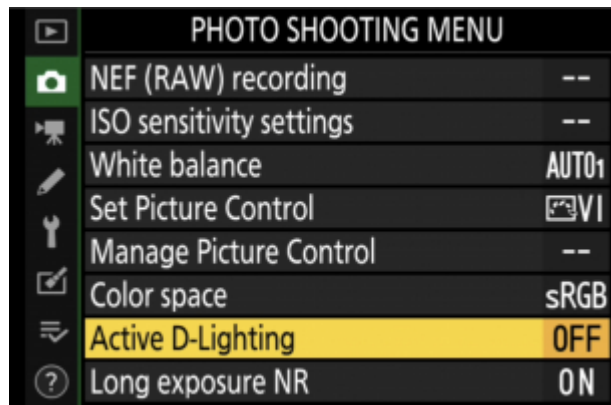 PHOTO SHOOTING MENU
NEF (RAW) recording --
ISO sensitivity settings --
White balance AUTO1
Set Picture Control VI
Manage Picture Control --
Color space sRGB
Active D-Lighting OFF
Long exposure NR ON
?